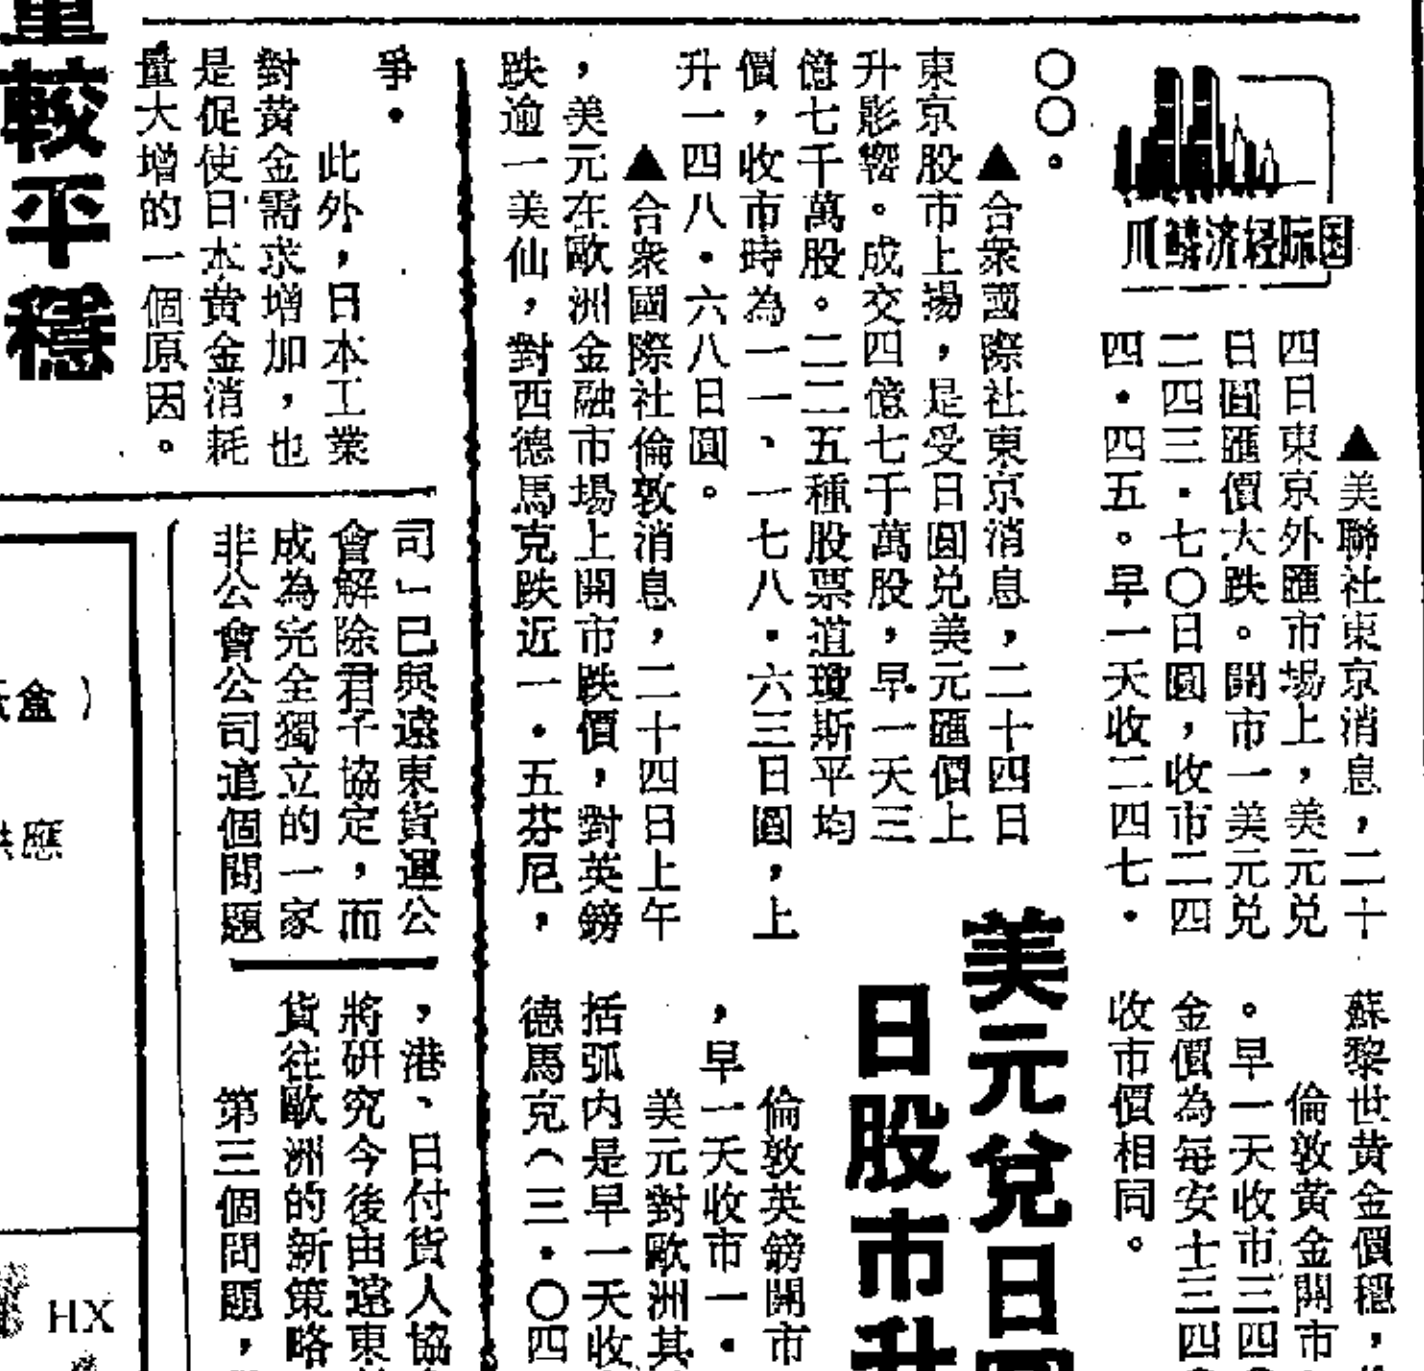 国际经济鳞爪
▲美聯社東京消息，二十
四日東京外匯市場上，美元兌
日圓匯價大跌。開市一美元兌
二四三・七〇日圓，收市二四
四・四五。早一天收二四七・
〇〇。
▲合衆國際社東京消息，二十四日
東京股市上揚，是受日圓兌美元匯價上
升影響。成交四億七千萬股，早一天三
億七千萬股。二二五種股票道瓊斯平均
價，收市時為一一、一七八・六三日圓，上
升一四八・六八日圓。
▲合衆國際社倫敦消息，二十四日上午
，美元在歐洲金融市場上開市跌價，對英鎊
跌逾一美仙，對西德馬克跌近一・五芬尼，
美元兌日圓
日股市升
蘇黎世黄金價穩，
倫敦黃金開市
。早一天收市三四
金價為每安士三四
收市價相同。
倫敦英鎊開市
，早一天收市一・
美元對歐洲其
括弧内是早一天收
德馬克（三・〇四
爭。
此外，日本工業
對黄金需求增加，也
是促使日本黄金消耗
量大增的一個原因。
較平穩
司」已與遠東貨運公
會解除君子協定，而
成為完全獨立的一家
非公會公司這個問題
，港、日付貨人協
將研究今後由遠東
貨往歐洲的新策略
第三個問題，
盒）
應
HX